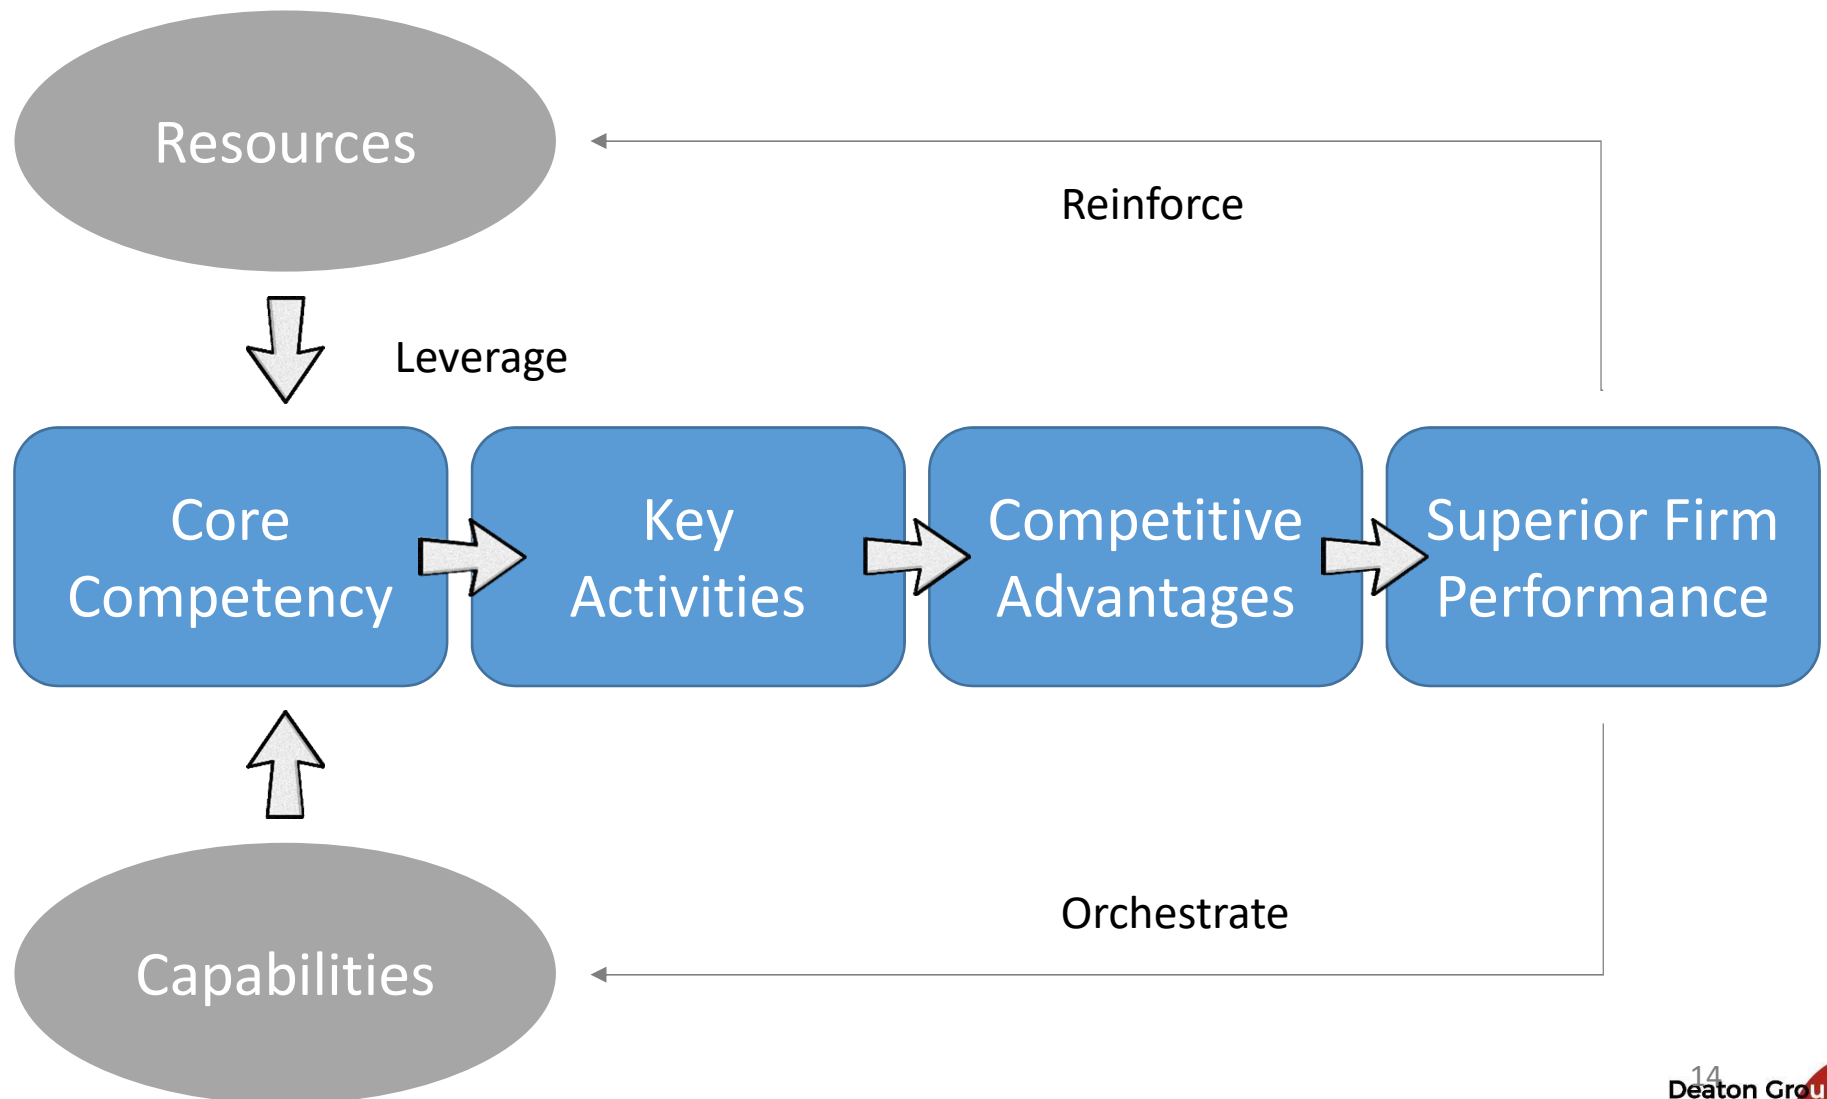 Resources
Reinforce
Leverage
Core
Competency
Key
Activities
Competitive
Advantages
Superior Firm
Performance
Orchestrate
Capabilities
14
Deaton Grou